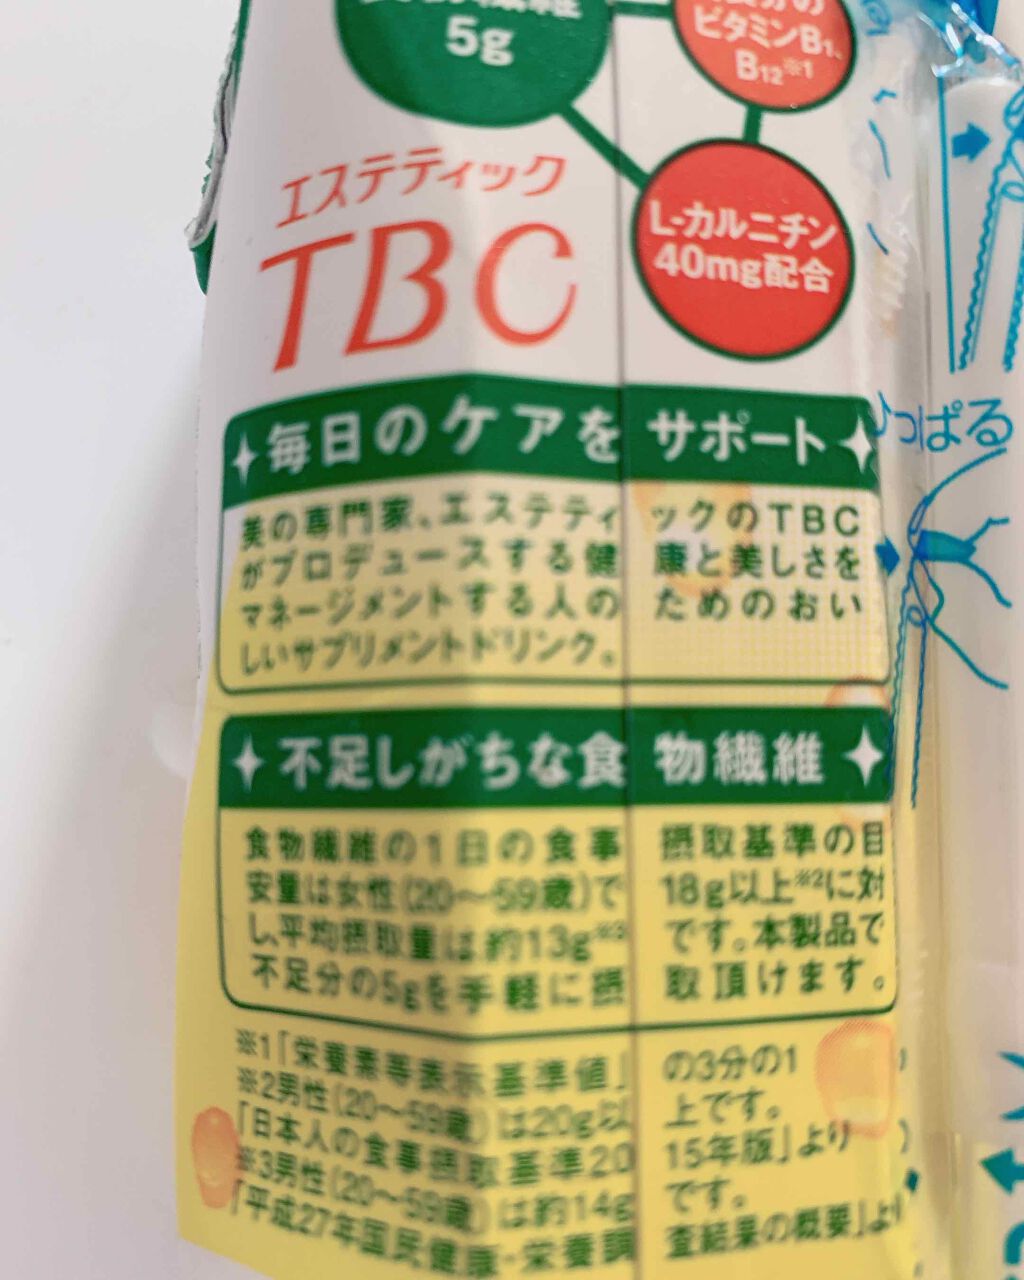 5g
ビタミンB1、
B12※1
エステティック
TBC
L-カルニチン
40mg配合
毎日のケアをサポート
美の専門家、エステティックのTBC
がプロデュースする健康と美しさを
マネージメントする人のためのおい
しいサプリメントドリンク。
不足しがちな食物繊維
食物繊維の1日の食事摂取基準の目
安量は女性(20〜59歳)で18g以上※2に対
し、平均摂取量は約13g※3です。本製品で
不足分の5gを手軽に摂取頂けます。
※1「栄養素等表示基準値」の3分の1
※2男性(20〜59歳)は20g以上です。
「日本人の食事摂取基準2015年版」より
※3男性(20〜59歳)は約14gです。
「平成27年国民健康・栄養調査結果の概要」より
っぱる